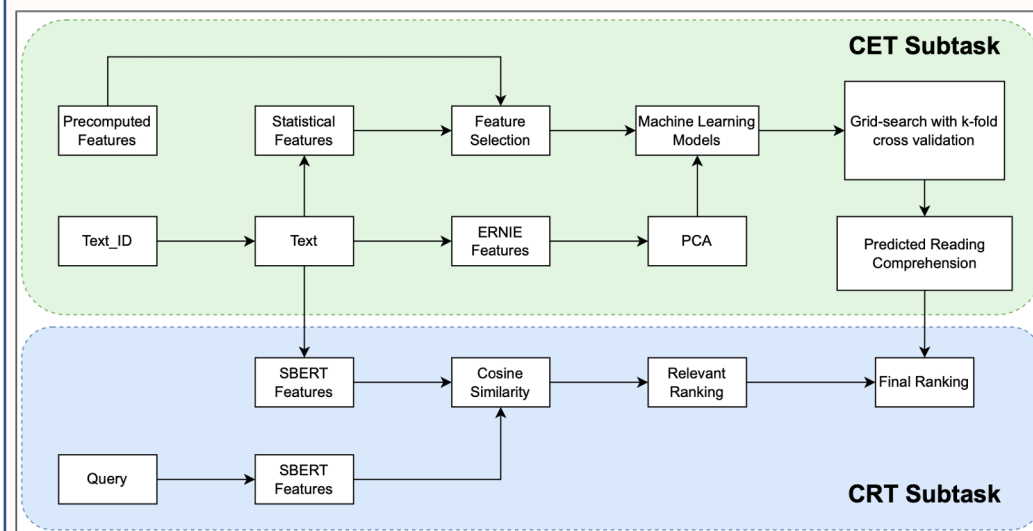 CET Subtask
Precomputed
Features
Statistical
Features
Feature
Selection
Machine Learning
Models
Grid-search with k-fold
cross validation
Text_ID
Text
ERNIE
Features
PCA
Predicted Reading
Comprehension
SBERT
Features
Cosine
Similarity
Relevant
Ranking
Final Ranking
Query
SBERT
Features
CRT Subtask